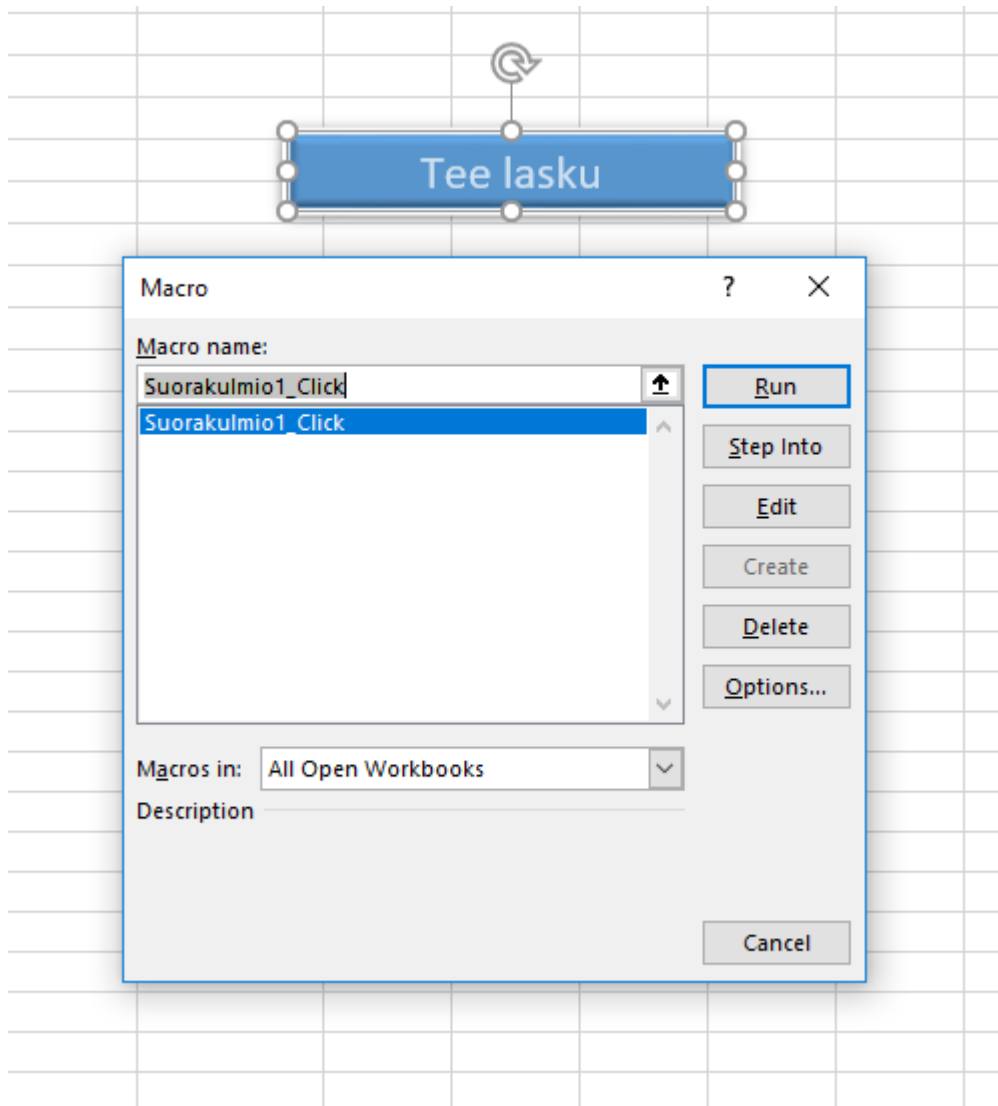 Tee lasku
Macro
?
Macro name:
Suorakulmio1_Click
Run
Suorakulmio1_Click
Step Into
Edit
Create
Delete
Options...
Macros in: All Open Workbooks
Description
Cancel